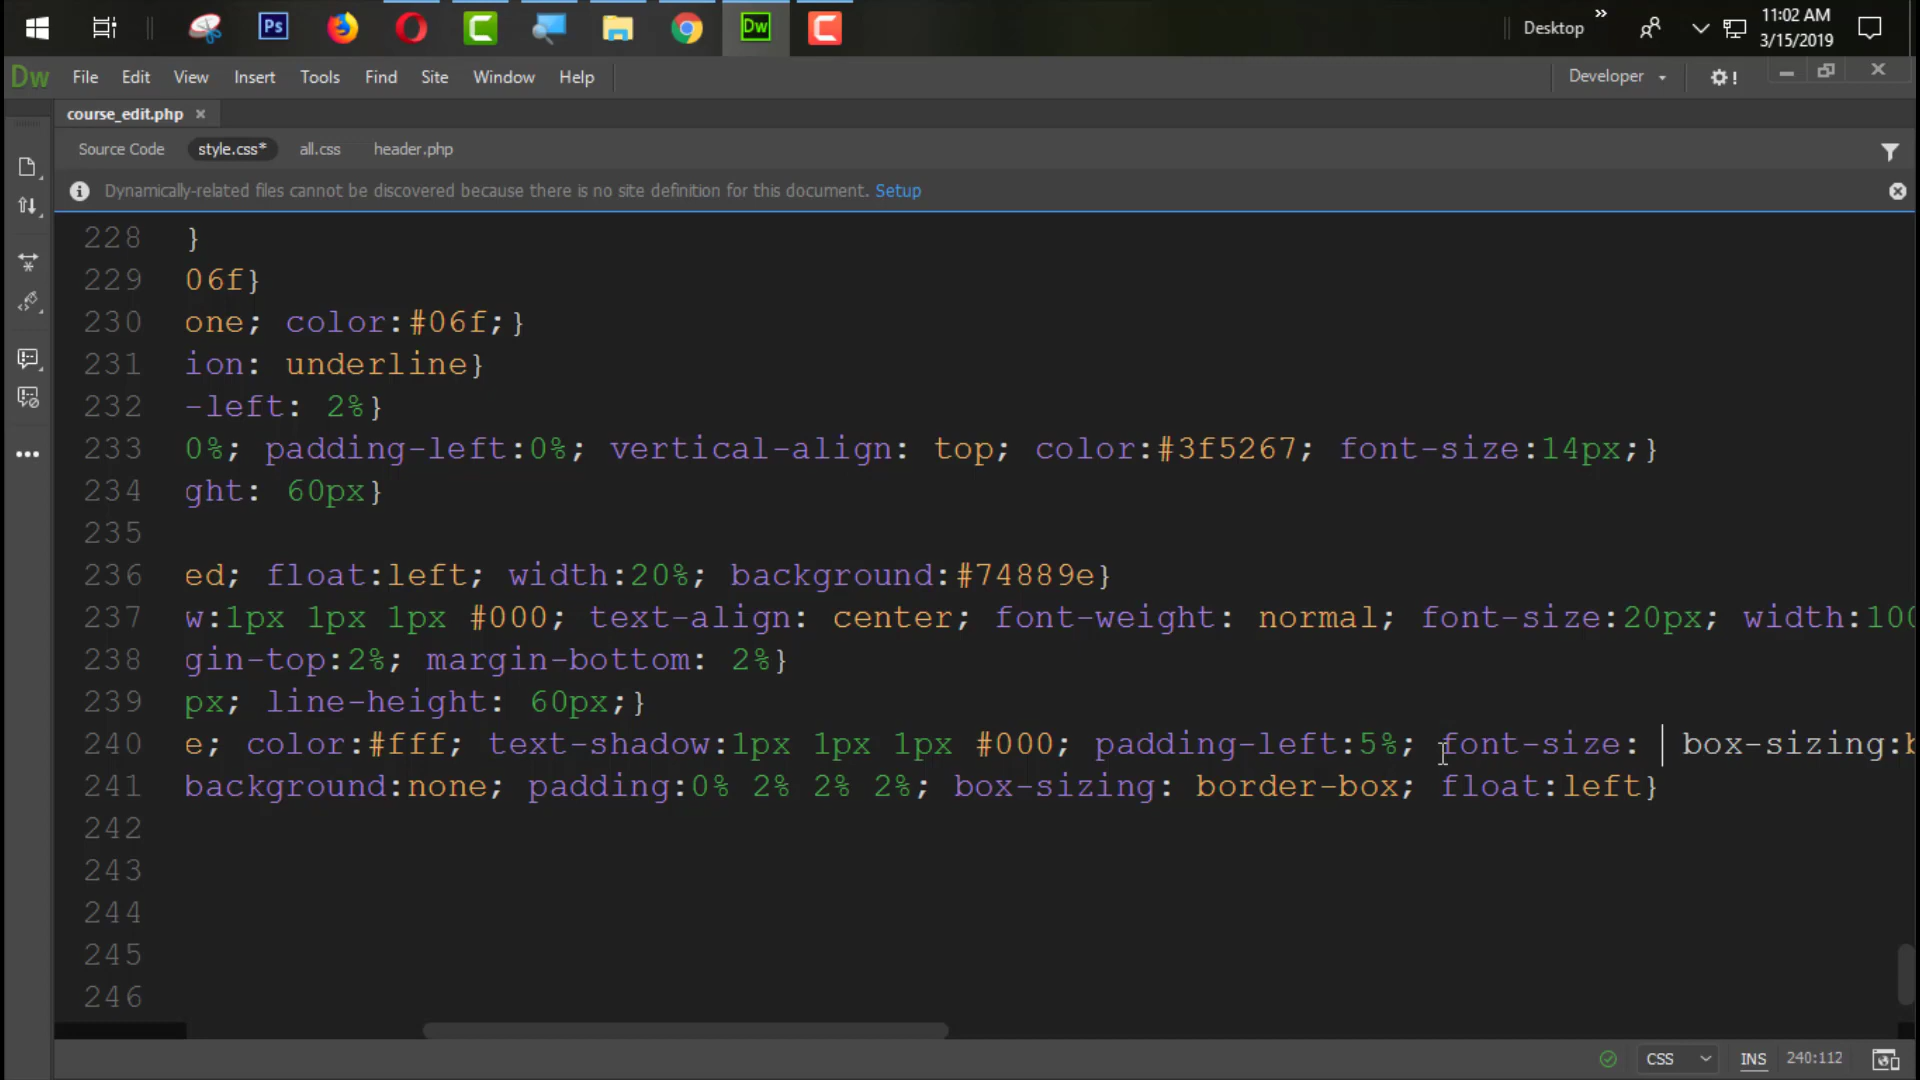 Ps
Dw
Desktop
»
11:02 AM
3/15/2019
Dw File Edit View Insert Tools Find Site Window Help
Developer
course_edit.php ×
Source Code style.css* all.css header.php
Dynamically-related files cannot be discovered because there is no site definition for this document. Setup
228 }
229 06f}
230 one; color:#06f;}
231 ion: underline}
232 -left: 2%}
233 0%; padding-left:0%; vertical-align: top; color:#3f5267; font-size:14px;}
234 ght: 60px}
235
236 ed; float:left; width:20%; background:#74889e}
237 w:1px 1px 1px #000; text-align: center; font-weight: normal; font-size:20px; width:100
238 gin-top:2%; margin-bottom: 2%}
239 px; line-height: 60px;}
240 e; color:#fff; text-shadow:1px 1px 1px #000; padding-left:5%; font-size: box-sizing:b
241 background:none; padding:0% 2% 2% 2%; box-sizing: border-box; float:left}
242
243
244
245
246
CSS INS 240:112